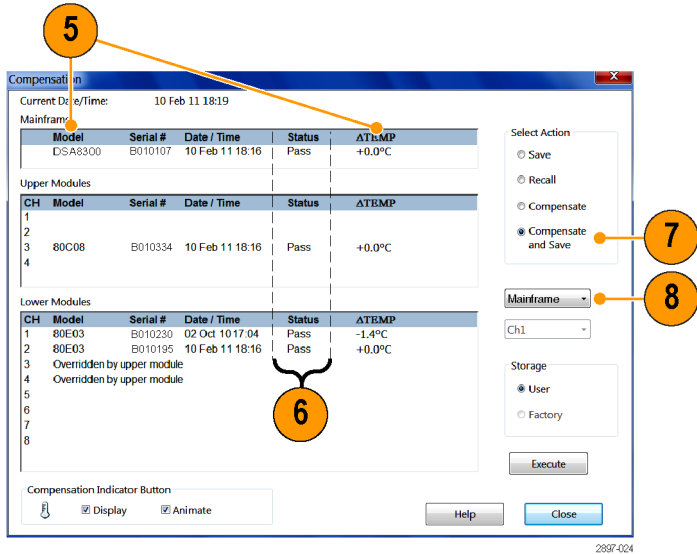 5
Compensation
X
Current Date/Time: 10 Feb 11 18:19
Mainframe
Model Serial # Date / Time Status ΔTEMP
DSA8300 B010107 10 Feb 11 18:16 Pass +0.0ºC
Upper Modules
CH Model Serial # Date / Time Status ΔTEMP
1
2
3 80C08 B010334 10 Feb 11 18:16 Pass +0.0ºC
4
Lower Modules
CH Model Serial # Date / Time Status ΔTEMP
1 80E03 B010230 02 Oct 10 17:04 Pass -1.4ºC
2 80E03 B010195 10 Feb 11 18:16 Pass +0.0ºC
3 Overridden by upper module
4 Overridden by upper module
5
6
7
8
6
Select Action
Save
Recall
Compensate
Compensate
and Save
7
Mainframe
8
Ch1
Storage
User
Factory
Execute
Compensation Indicator Button
Display Animate
Help Close
2897-024